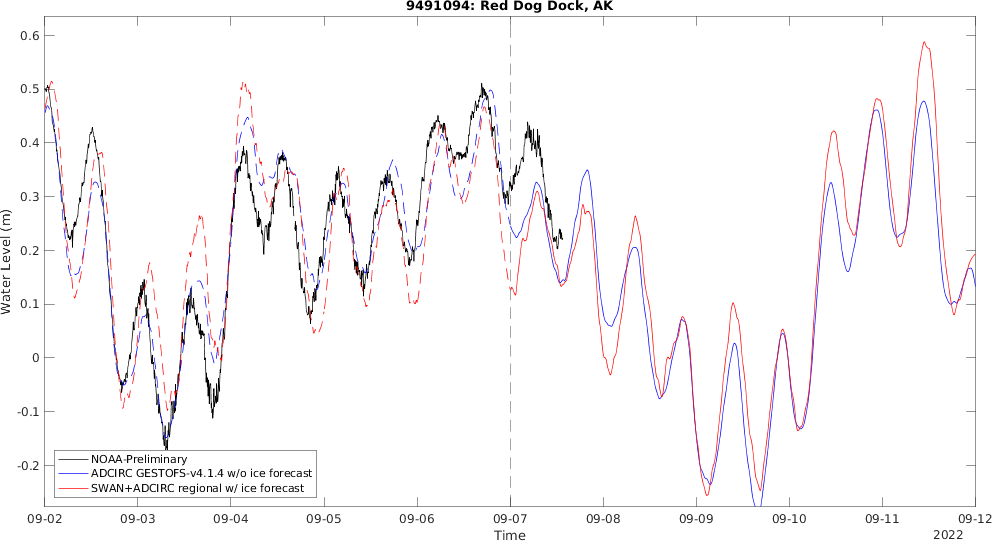 9491094: Red Dog Dock, AK
Water Level (m)
0.6
0.5
0.4
0.3
0.2
0.1
0
-0.1
-0.2
NOAA-Preliminary
ADCIRC GESTOFS-v4.1.4 w/o ice forecast
SWAN+ADCIRC regional w/ ice forecast
09-02 09-03 09-04 09-05 09-06 09-07 09-08 09-09 09-10 09-11 09-12
Time
2022